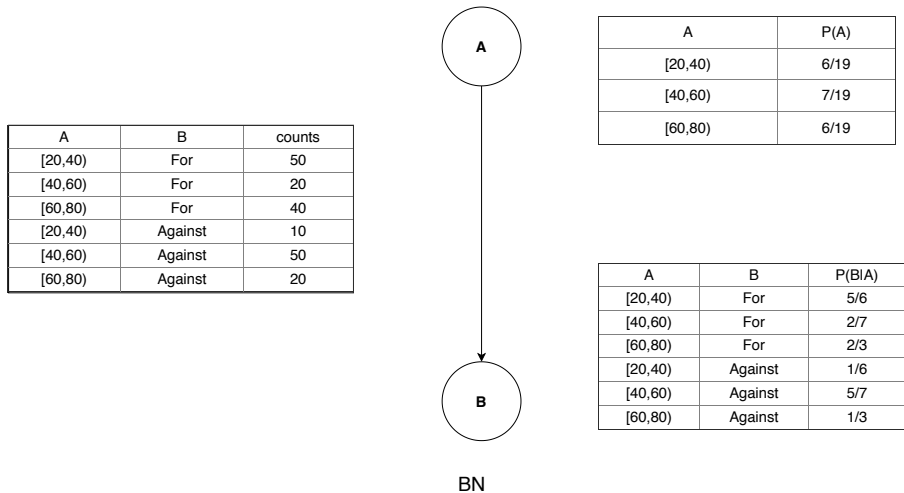 A
A P(A)
[20,40) 6/19
[40,60) 7/19
[60,80) 6/19
A B counts
[20,40) For 50
[40,60) For 20
[60,80) For 40
[20,40) Against 10
[40,60) Against 50
[60,80) Against 20
A B P(B|A)
[20,40) For 5/6
[40,60) For 2/7
[60,80) For 2/3
[20,40) Against 1/6
[40,60) Against 5/7
[60,80) Against 1/3
B
BN